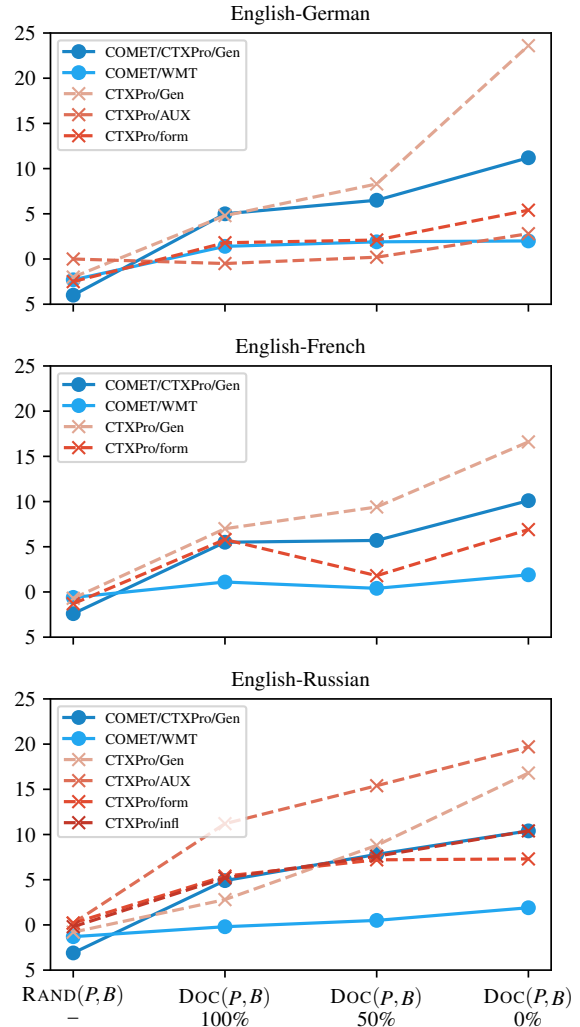 English-German
25
20
15
10
5
0
5
COMET/CTXPro/Gen
COMET/WMT
CTXPro/Gen
CTXPro/AUX
CTXPro/form
English-French
25
20
15
10
5
0
5
COMET/CTXPro/Gen
COMET/WMT
CTXPro/Gen
CTXPro/form
English-Russian
25
20
15
10
5
0
5
COMET/CTXPro/Gen
COMET/WMT
CTXPro/Gen
CTXPro/AUX
CTXPro/form
CTXPro/infl
RAND(P,B) DOC(P,B) DOC(P,B) DOC(P,B)
– 100% 50% 0%